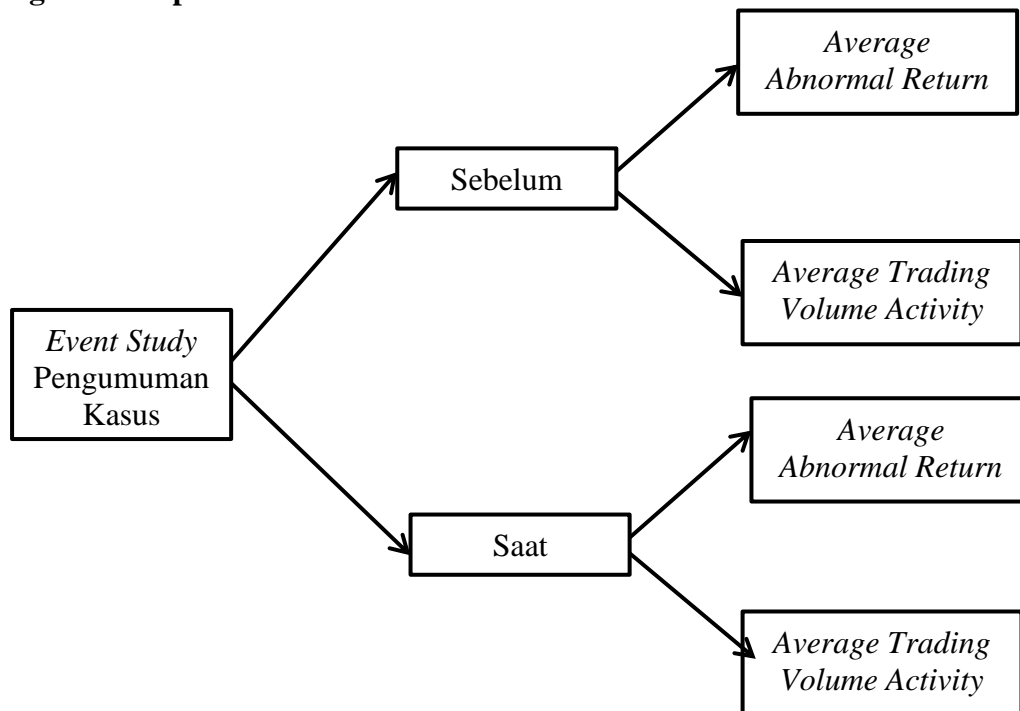 Average
Abnormal Return
Sebelum
Average Trading
Volume Activity
Event Study
Pengumuman
Kasus
Average
Abnormal Return
Saat
Average Trading
Volume Activity